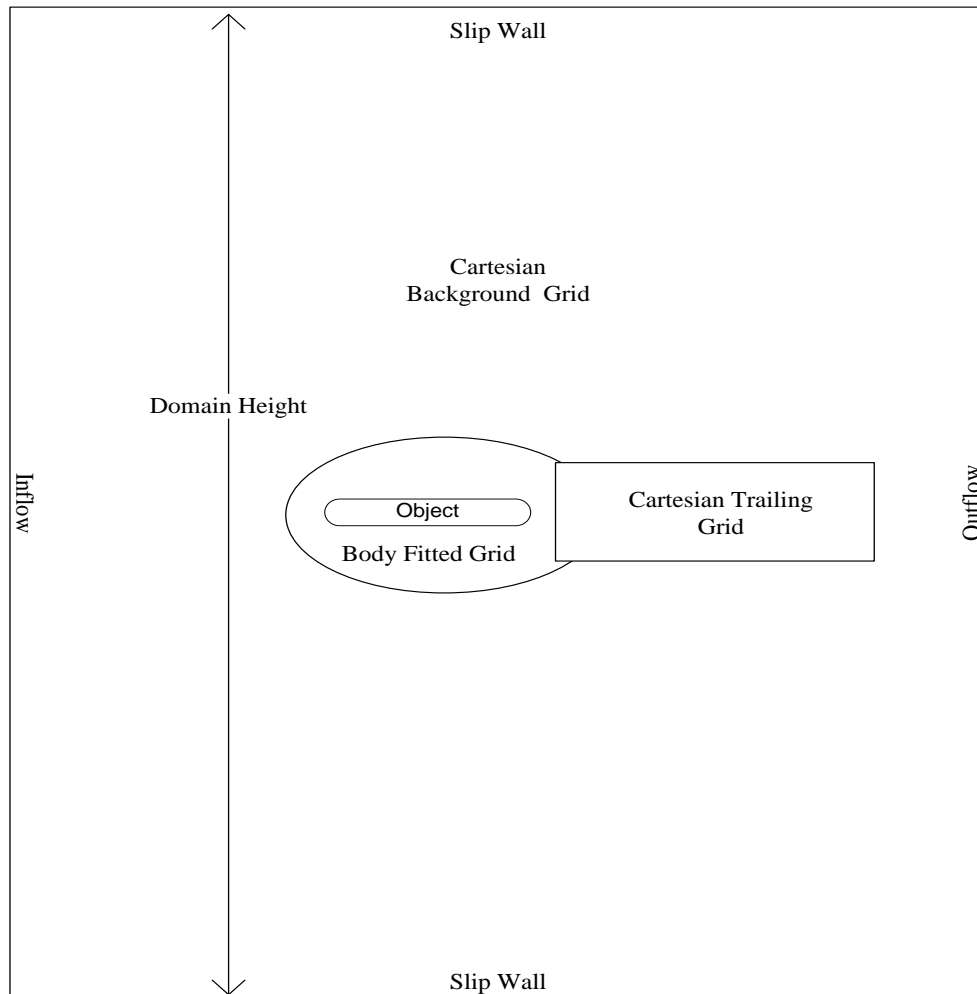 Slip Wall
Cartesian
Background Grid
Domain Height
Inflow
Outflow
Object
Cartesian Trailing
Grid
Body Fitted Grid
Slip Wall